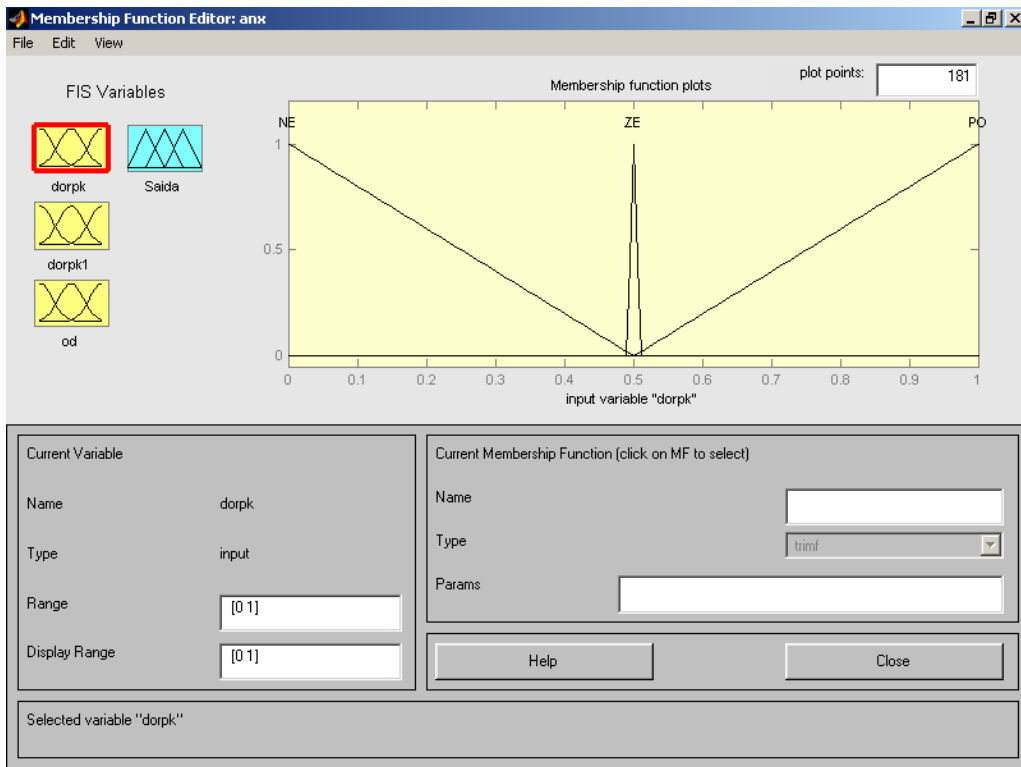 Membership Function Editor: anx
File Edit View
FIS Variables
dorpk
Saida
dorpk1
od
Membership function plots
plot points: 181
NE ZE PO
1
0.5
0
0 0.1 0.2 0.3 0.4 0.5 0.6 0.7 0.8 0.9 1
input variable "dorpk"
Current Variable
Name dorpk
Type input
Range [0 1]
Display Range [0 1]
Current Membership Function (click on MF to select)
Name
Type trimf
Params
Help Close
Selected variable "dorpk"